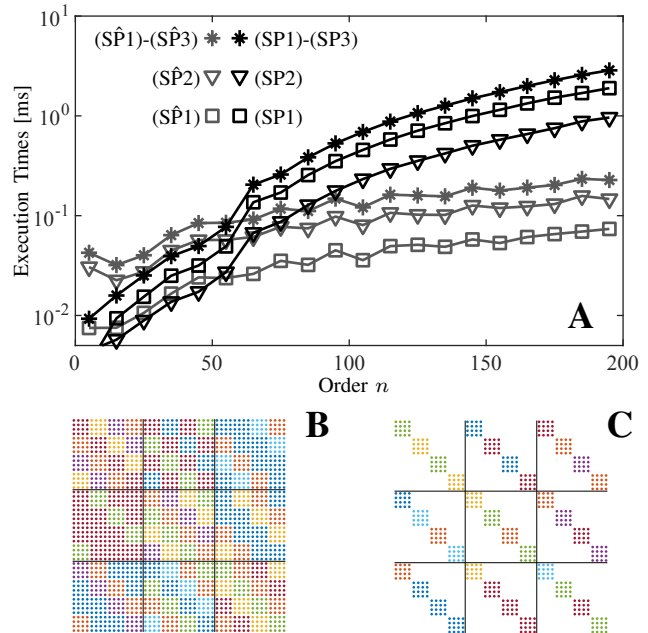 10^1
(SP̂1)-(SP̂3) (SP1)-(SP3)
(SP̂2) (SP2)
10^0
(SP̂1) (SP1)
Execution Times [ms]
10^-1
10^-2
A
0 50 100 150 200
Order n
B
C